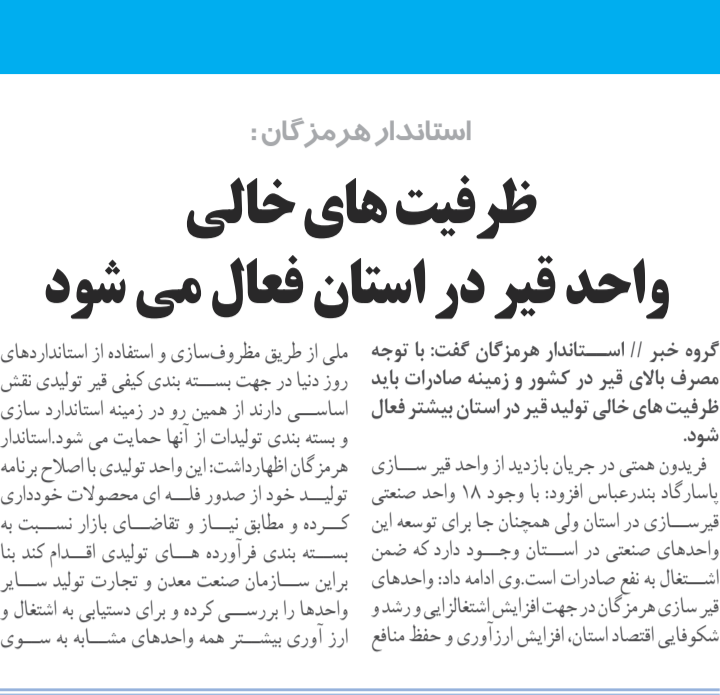 استاندار هرمزگان:
ظرفیت های خالی
واحد قیر در استان فعال می شود
گروه خبر // اســـتاندار هرمزگان گفت: با توجه
مصرف بالای قیر در کشور و زمینه صادرات باید
ظرفیت های خالی تولید قیر در استان بیشتر فعال
شود.
فریدون همتی در جریان بازدید از واحد قیر ســـازی
پاسارگاد بندرعباس افزود: با وجود ۱۸ واحد صنعتی
قیرســـازی در استان ولی همچنان جا برای توسعه این
واحدهای صنعتی در اســـتان وجـــود دارد که ضمن
اشـــتغال به نفع صادرات است.وی ادامه داد: واحدهای
قیر سازی هرمزگان در جهت افزایش اشتغالزایی و رشد و
شکوفایی اقتصاد استان، افزایش ارزآوری و حفظ منافع
ملی از طریق مظروف‌سازی و استفاده از استانداردهای
روز دنیا در جهت بســـته بندی کیفی قیر تولیدی نقش
اساســـی دارند از همین رو در زمینه استاندارد سازی
و بسته بندی تولیدات از آنها حمایت می شود.استاندار
هرمزگان اظهارداشت: این واحد تولیدی با اصلاح برنامه
تولیـــد خود از صدور فلـــه ای محصولات خودداری
کـــرده و مطابق نیـــاز و تقاضـــای بازار نســـبت به
بســـته بندی فرآورده هـــای تولیدی اقـــدام کند بنا
براین ســـازمان صنعت معدن و تجارت تولید ســـایر
واحدها را بررســـی کرده و برای دستیابی به اشتغال و
ارز آوری بیشـــتر همه واحدهای مشـــابه به ســـوی